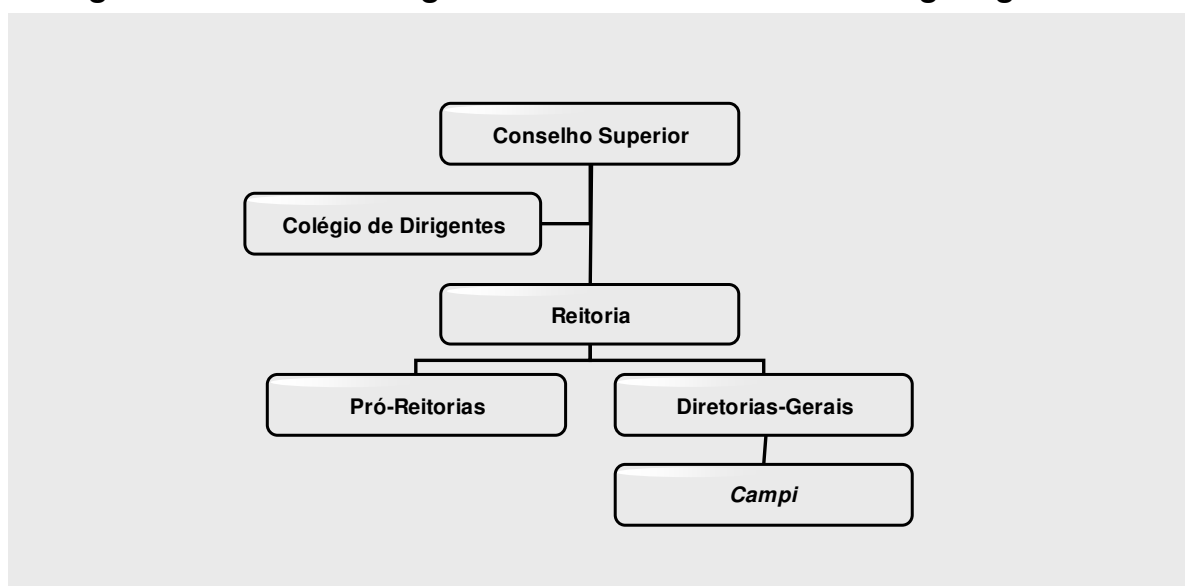 Conselho Superior
Colégio de Dirigentes
Reitoria
Pró-Reitorias
Diretorias-Gerais
Campi